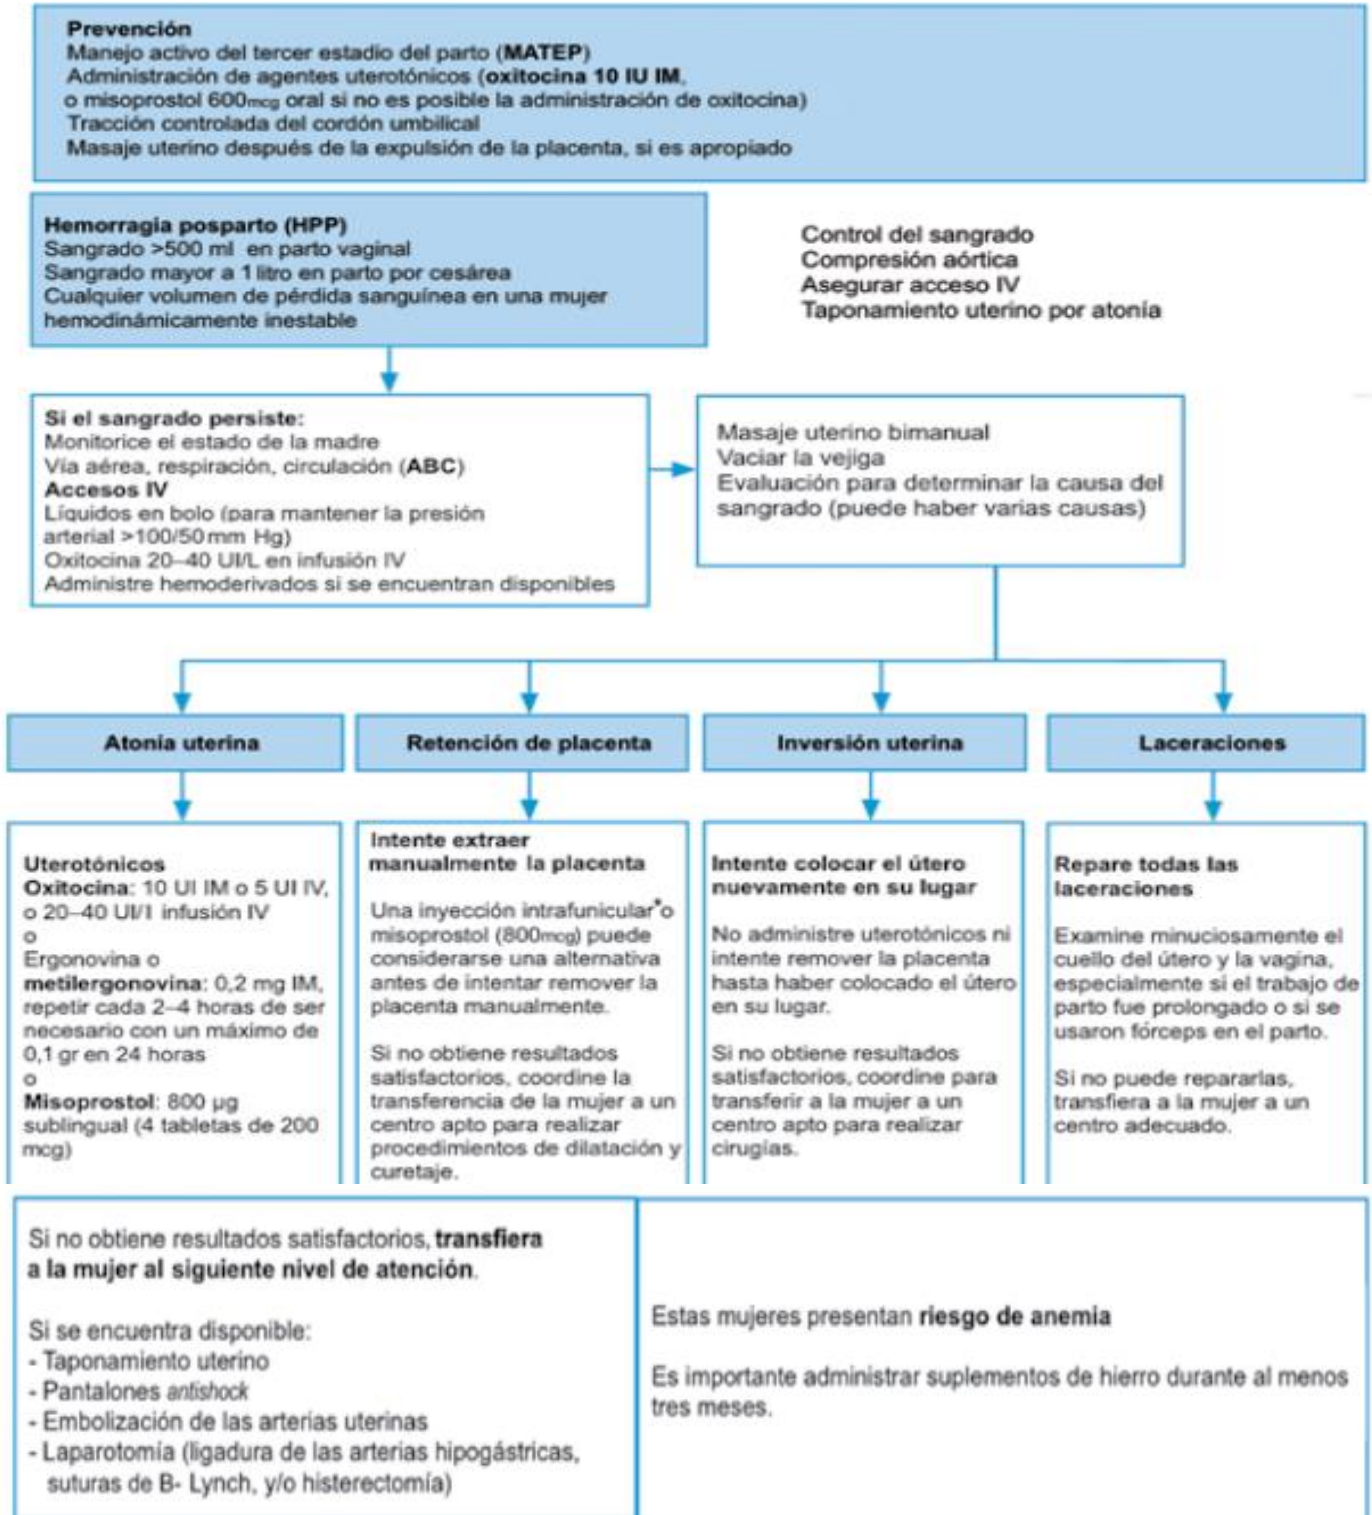 Prevención
Manejo activo del tercer estadio del parto (MATEP)
Administración de agentes uterotónicos (oxitocina 10 IU IM,
o misoprostol 600mcg oral si no es posible la administración de oxitocina)
Tracción controlada del cordón umbilical
Masaje uterino después de la expulsión de la placenta, si es apropiado
Hemorragia posparto (HPP)
Sangrado >500 ml en parto vaginal
Sangrado mayor a 1 litro en parto por cesárea
Cualquier volumen de pérdida sanguínea en una mujer
hemodinámicamente inestable
Control del sangrado
Compresión aórtica
Asegurar acceso IV
Taponamiento uterino por atonía
Si el sangrado persiste:
Monitorice el estado de la madre
Vía aérea, respiración, circulación (ABC)
Accesos IV
Líquidos en bolo (para mantener la presión
arterial >100/50 mm Hg)
Oxitocina 20–40 UI/L en infusión IV
Administre hemoderivados si se encuentran disponibles
Masaje uterino bimanual
Vaciar la vejiga
Evaluación para determinar la causa del
sangrado (puede haber varias causas)
Atonía uterina
Retención de placenta
Inversión uterina
Laceraciones
Uterotónicos
Oxitocina: 10 UI IM o 5 UI IV,
o 20–40 UI/l infusión IV
o
Ergonovina o
metilergonovina: 0,2 mg IM,
repetir cada 2–4 horas de ser
necesario con un máximo de
0,1 gr en 24 horas
o
Misoprostol: 800 µg
sublingual (4 tabletas de 200
mcg)
Intente extraer
manualmente la placenta
Una inyección intrafunicular*o
misoprostol (800mcg) puede
considerarse una alternativa
antes de intentar remover la
placenta manualmente.
Si no obtiene resultados
satisfactorios, coordine la
transferencia de la mujer a un
centro apto para realizar
procedimientos de dilatación y
curetaje.
Intente colocar el útero
nuevamente en su lugar
No administre uterotónicos ni
intente remover la placenta
hasta haber colocado el útero
en su lugar.
Si no obtiene resultados
satisfactorios, coordine para
transferir a la mujer a un
centro apto para realizar
cirugías.
Repare todas las
laceraciones
Examine minuciosamente el
cuello del útero y la vagina,
especialmente si el trabajo de
parto fue prolongado o si se
usaron fórceps en el parto.
Si no puede repararlas,
transfiera a la mujer a un
centro adecuado.
Si no obtiene resultados satisfactorios, transfiera
a la mujer al siguiente nivel de atención.
Si se encuentra disponible:
- Taponamiento uterino
- Pantalones antishock
- Embolización de las arterias uterinas
- Laparotomía (ligadura de las arterias hipogástricas,
suturas de B- Lynch, y/o histerectomía)
Estas mujeres presentan riesgo de anemia
Es importante administrar suplementos de hierro durante al menos
tres meses.